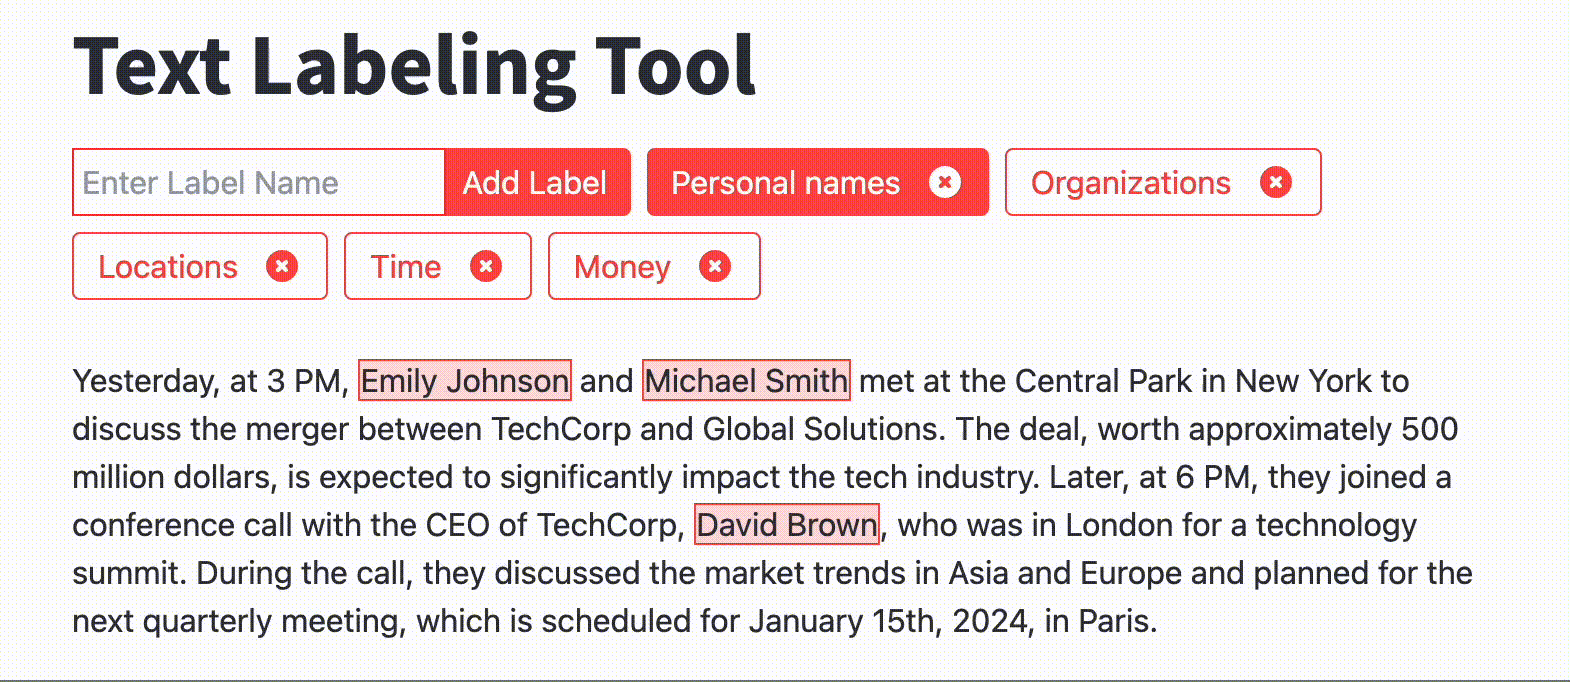 Text Labeling Tool
Enter Label Name Add Label Personal names Organizations
Locations Time Money
Yesterday, at 3 PM, Emily Johnson and Michael Smith met at the Central Park in New York to
discuss the merger between TechCorp and Global Solutions. The deal, worth approximately 500
million dollars, is expected to significantly impact the tech industry. Later, at 6 PM, they joined a
conference call with the CEO of TechCorp, David Brown, who was in London for a technology
summit. During the call, they discussed the market trends in Asia and Europe and planned for the
next quarterly meeting, which is scheduled for January 15th, 2024, in Paris.